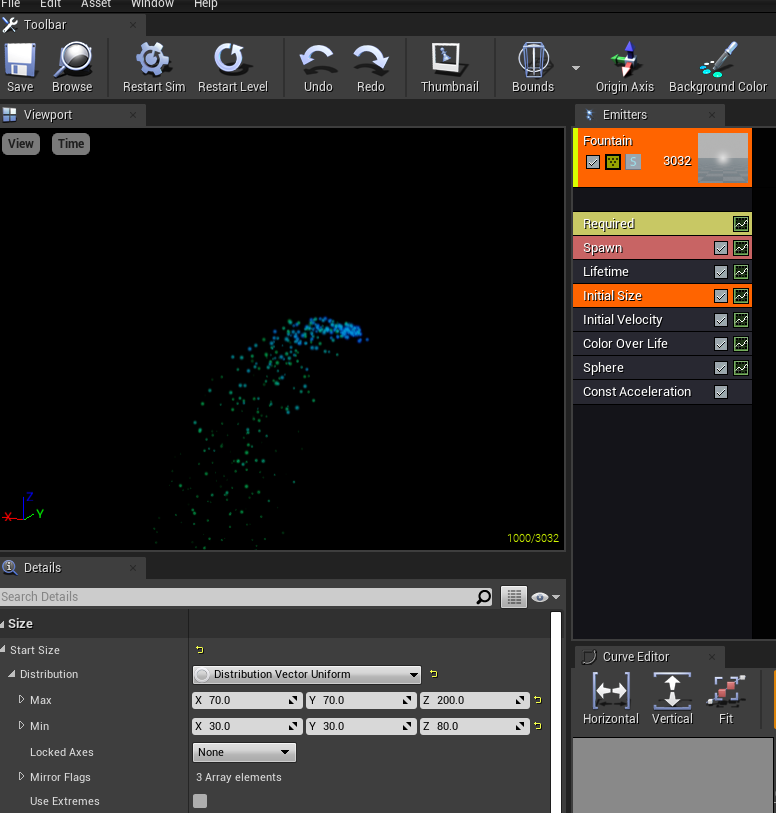 File Edit Asset Window Help
Toolbar
Save Browse Restart Sim Restart Level Undo Redo Thumbnail Bounds Origin Axis Background Color
Viewport
View Time
Z
X Y
1000/3032
Emitters
Fountain
S 3032
Required
Spawn
Lifetime
Initial Size
Initial Velocity
Color Over Life
Sphere
Const Acceleration
Details
Search Details
Size
Start Size
Distribution Distribution Vector Uniform
Max X 70.0 Y 70.0 Z 200.0
Min X 30.0 Y 30.0 Z 80.0
Locked Axes None
Mirror Flags 3 Array elements
Use Extremes
Curve Editor
Horizontal Vertical Fit